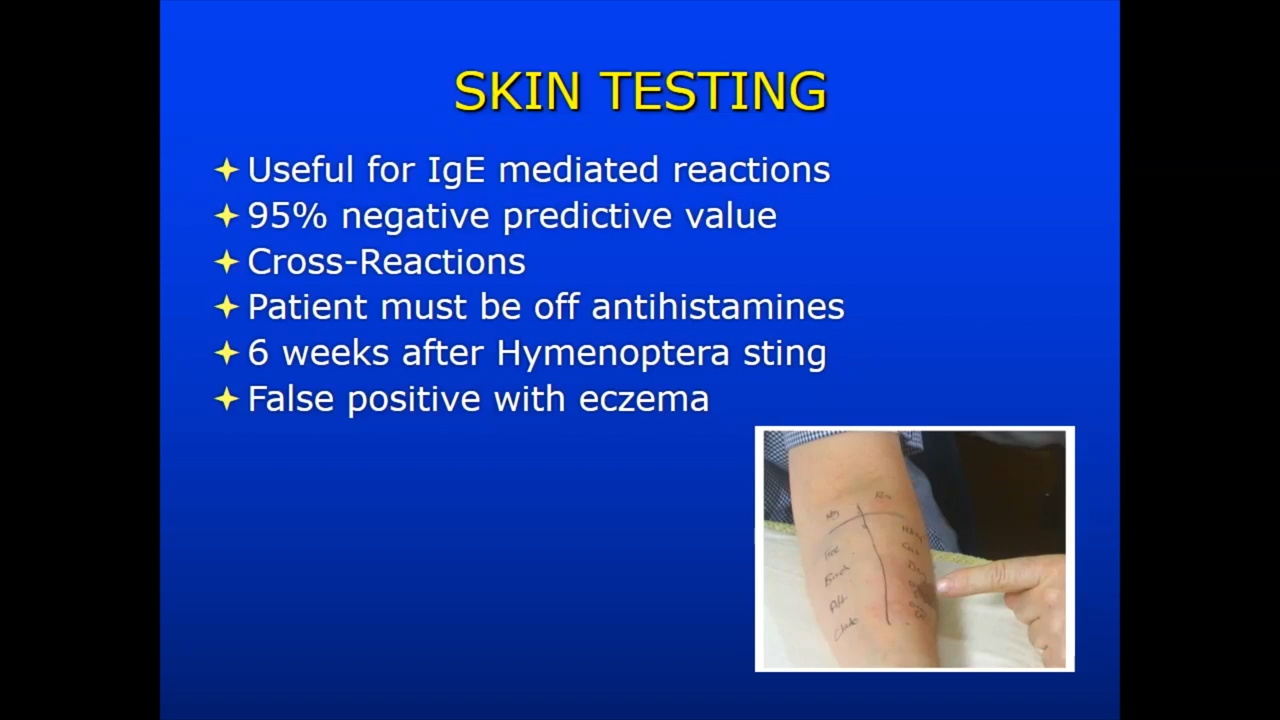 SKIN TESTING
Useful for IgE mediated reactions
95% negative predictive value
Cross-Reactions
Patient must be off antihistamines
6 weeks after Hymenoptera sting
False positive with eczema
Birch